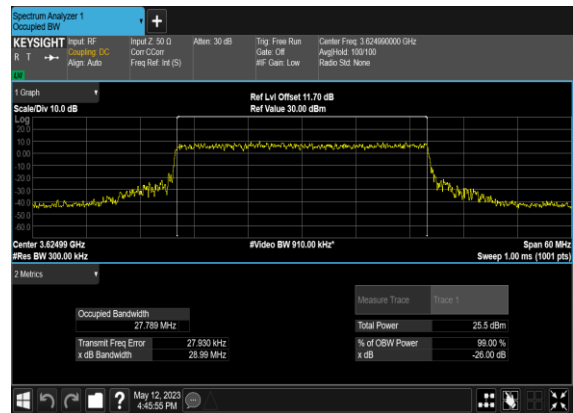 Spectrum Analyzer 1
Occupied BW
+
KEYSIGHT Input: RF Input Z: 50 Ω Atten: 30 dB Trig: Free Run Center Freq: 3.624990000 GHz
R T Coupling: DC Corr CCorr Gate: Off Avg|Hold: 100/100
Align: Auto Freq Ref: Int (S) #IF Gain: Low Radio Std: None
LW
1 Graph
Ref Lvl Offset 11.70 dB
Scale/Div 10.0 dB Ref Value 30.00 dBm
Log
20.0
10.0
0.00
-10.0
-20.0
-30.0
-40.0
-50.0
-60.0
Center 3.62499 GHz #Video BW 910.00 kHz* Span 60 MHz
#Res BW 300.00 kHz Sweep 1.00 ms (1001 pts)
2 Metrics
Measure Trace Trace 1
Occupied Bandwidth
27.789 MHz
Total Power 25.5 dBm
Transmit Freq Error 27.930 kHz % of OBW Power 99.00 %
x dB Bandwidth 28.99 MHz x dB -26.00 dB
? May 12, 2023
4:45:55 PM